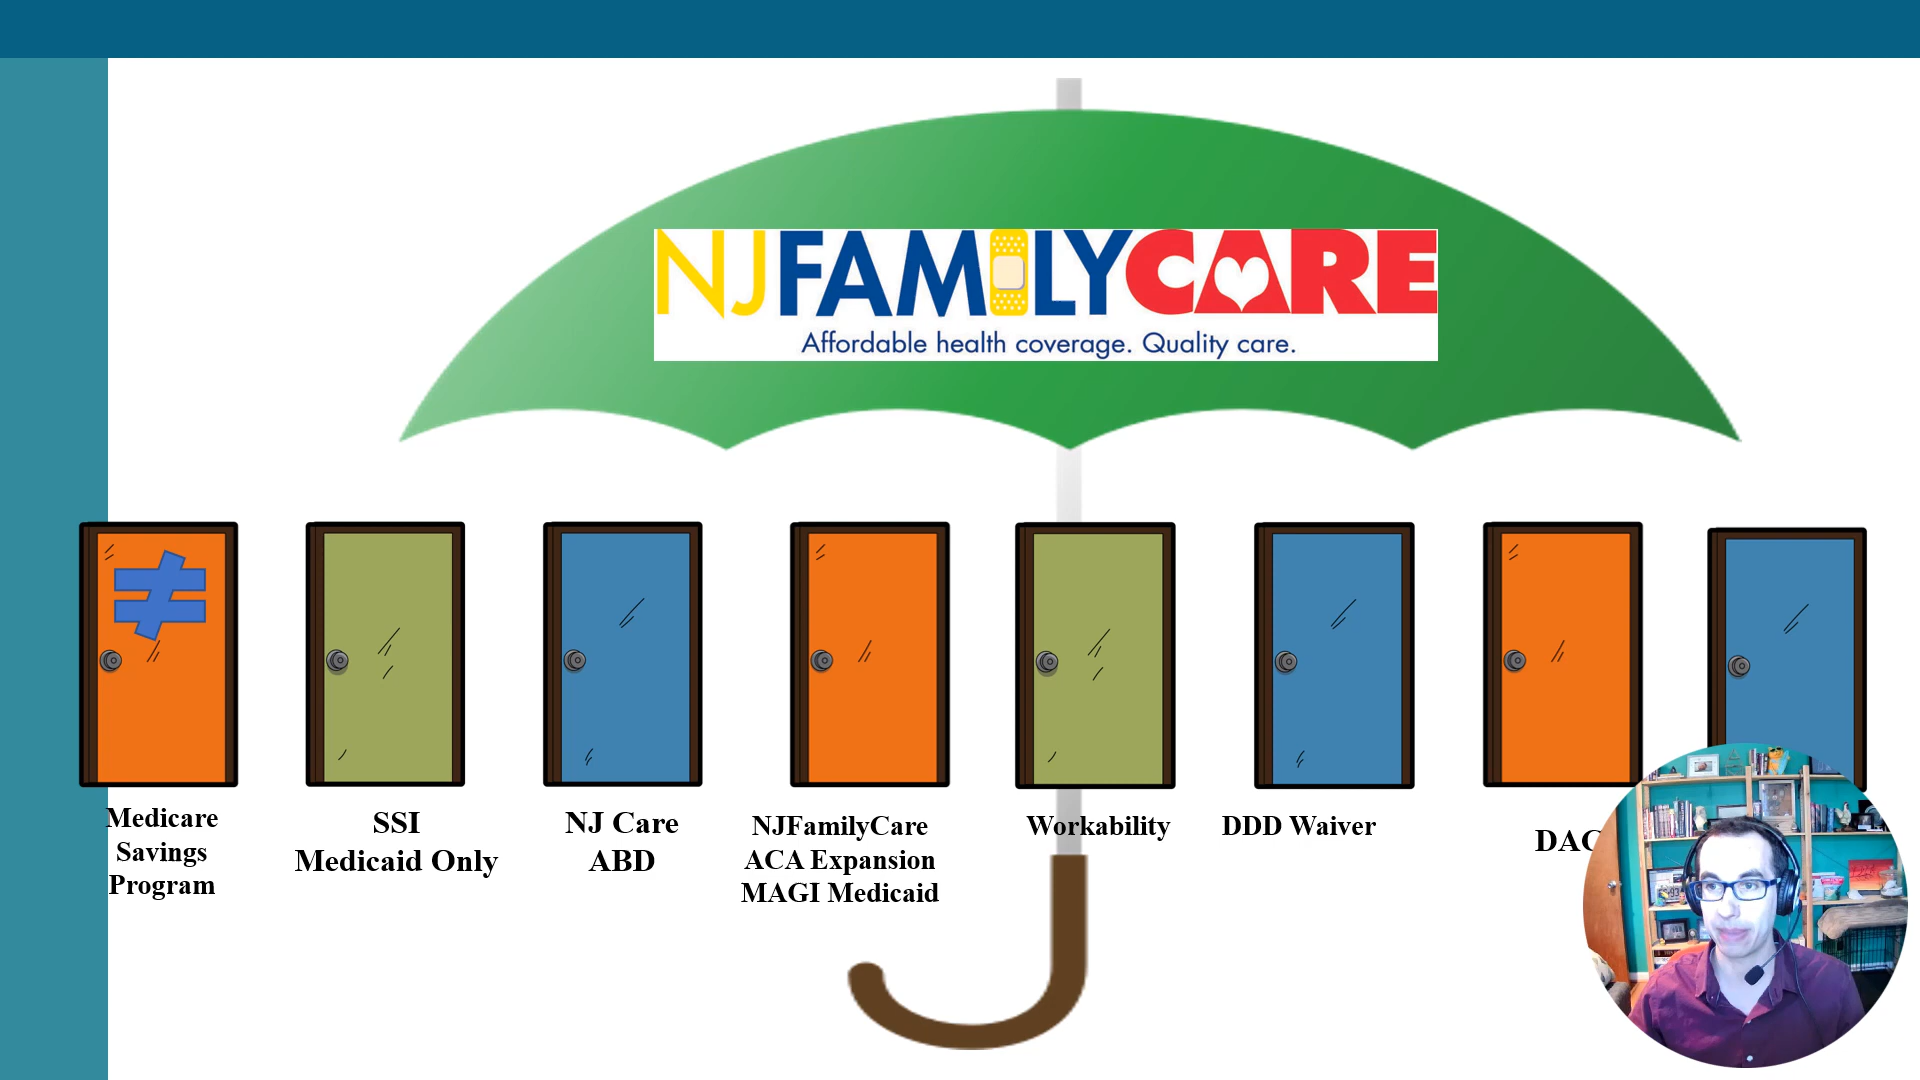 NJFAMILYCARE
Affordable health coverage. Quality care.
Medicare
Savings
Program
SSI
Medicaid Only
NJ Care
ABD
NJFamilyCare
ACA Expansion
MAGI Medicaid
Workability
DDD Waiver
DAC